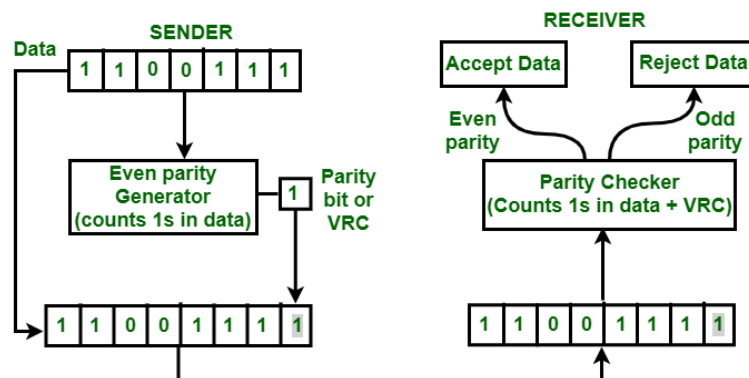 SENDER
Data
1 1 0 0 1 1 1
Even parity
Generator
(counts 1s in data)
1
Parity
bit or
VRC
1 1 0 0 1 1 1 1
RECEIVER
Accept Data
Reject Data
Even
parity
Odd
parity
Parity Checker
(Counts 1s in data + VRC)
1 1 0 0 1 1 1 1